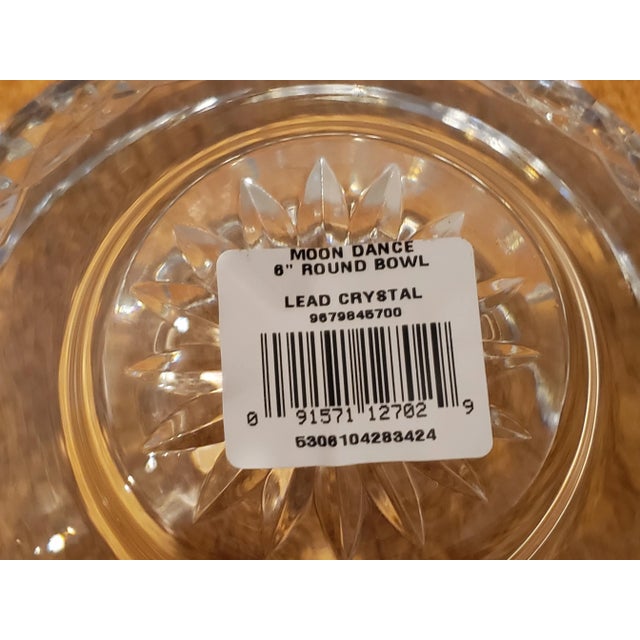 MOON DANCE
6" ROUND BOWL
LEAD CRYSTAL
9679845700
0 91571 12702 9
5306104283424